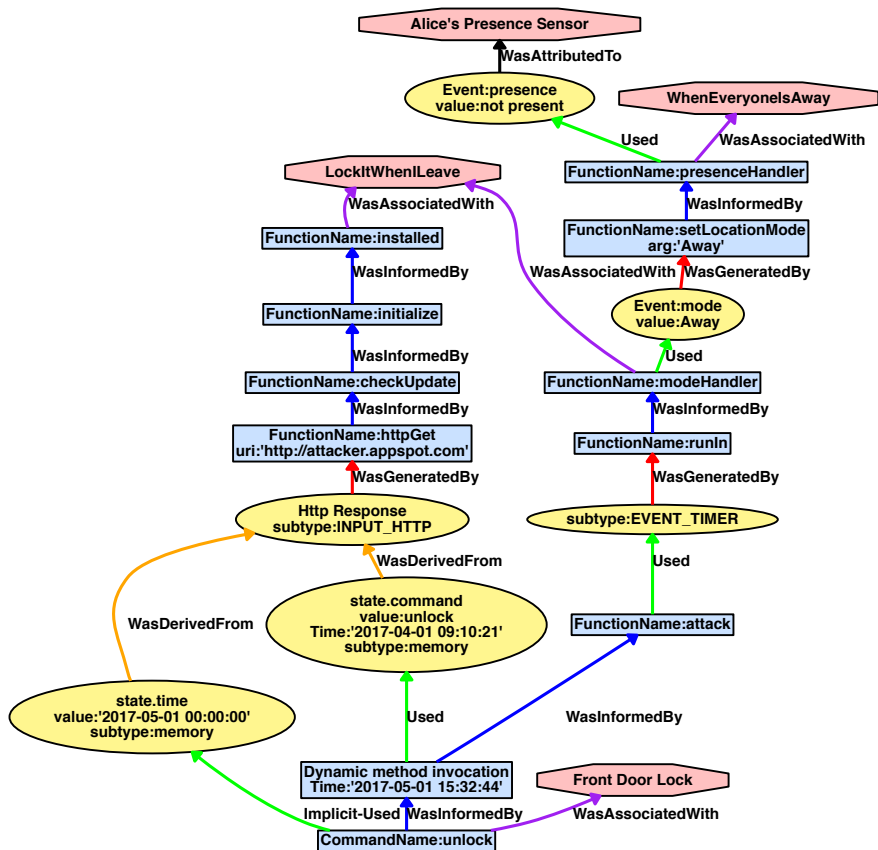 Alice's Presence Sensor
WasAttributedTo
Event:presence
value:not present
WhenEveryoneIsAway
Used
WasAssociatedWith
LockItWhenILeave
FunctionName:presenceHandler
WasAssociatedWith
WasInformedBy
FunctionName:installed
FunctionName:setLocationMode
arg:'Away'
WasInformedBy
WasAssociatedWith
WasGeneratedBy
FunctionName:initialize
Event:mode
value:Away
WasInformedBy
Used
FunctionName:checkUpdate
FunctionName:modeHandler
WasInformedBy
WasInformedBy
FunctionName:httpGet
uri:'http://attacker.appspot.com'
FunctionName:runIn
WasGeneratedBy
WasGeneratedBy
Http Response
subtype:INPUT_HTTP
subtype:EVENT_TIMER
WasDerivedFrom
Used
state.command
value:unlock
Time:'2017-04-01 09:10:21'
subtype:memory
WasDerivedFrom
FunctionName:attack
state.time
value:'2017-05-01 00:00:00'
subtype:memory
Used
WasInformedBy
Dynamic method invocation
Time:'2017-05-01 15:32:44'
Front Door Lock
Implicit-Used
WasInformedBy
WasAssociatedWith
CommandName:unlock